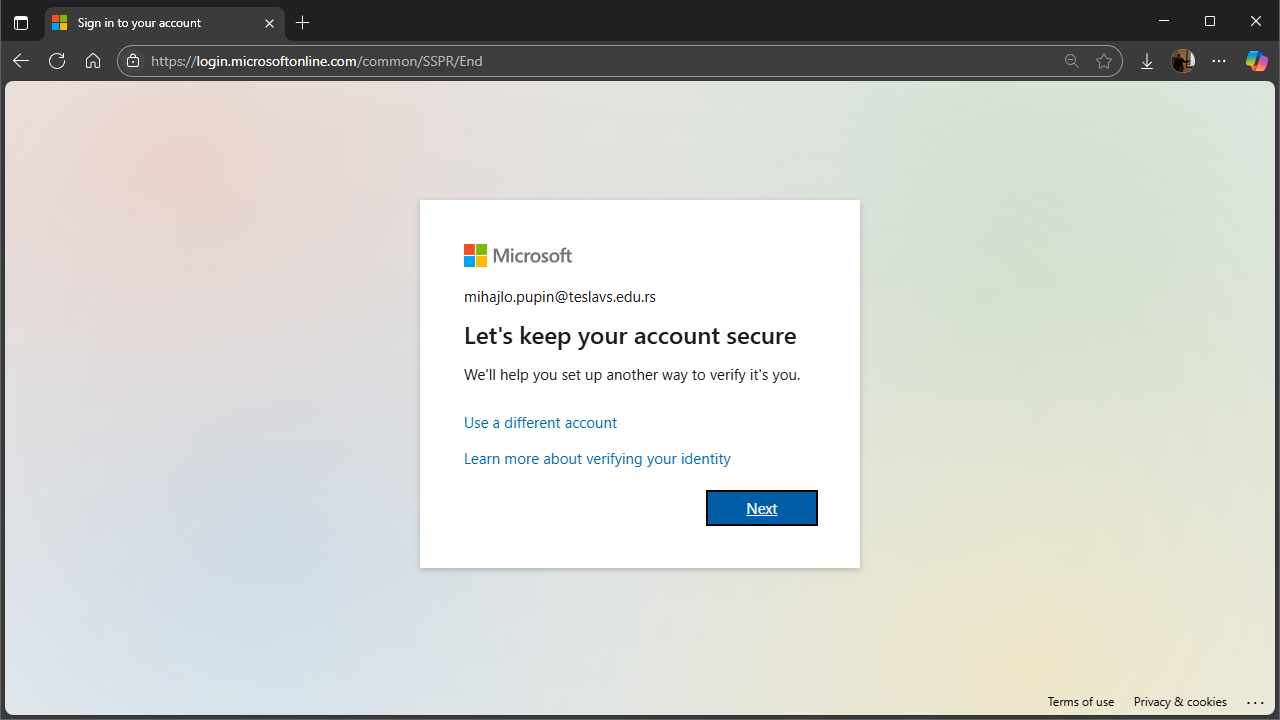 Sign in to your account
https://login.microsoftonline.com/common/SSPR/End
Microsoft
mihajlo.pupin@teslavs.edu.rs
Let's keep your account secure
We'll help you set up another way to verify it's you.
Use a different account
Learn more about verifying your identity
Next
Terms of use Privacy & cookies ...